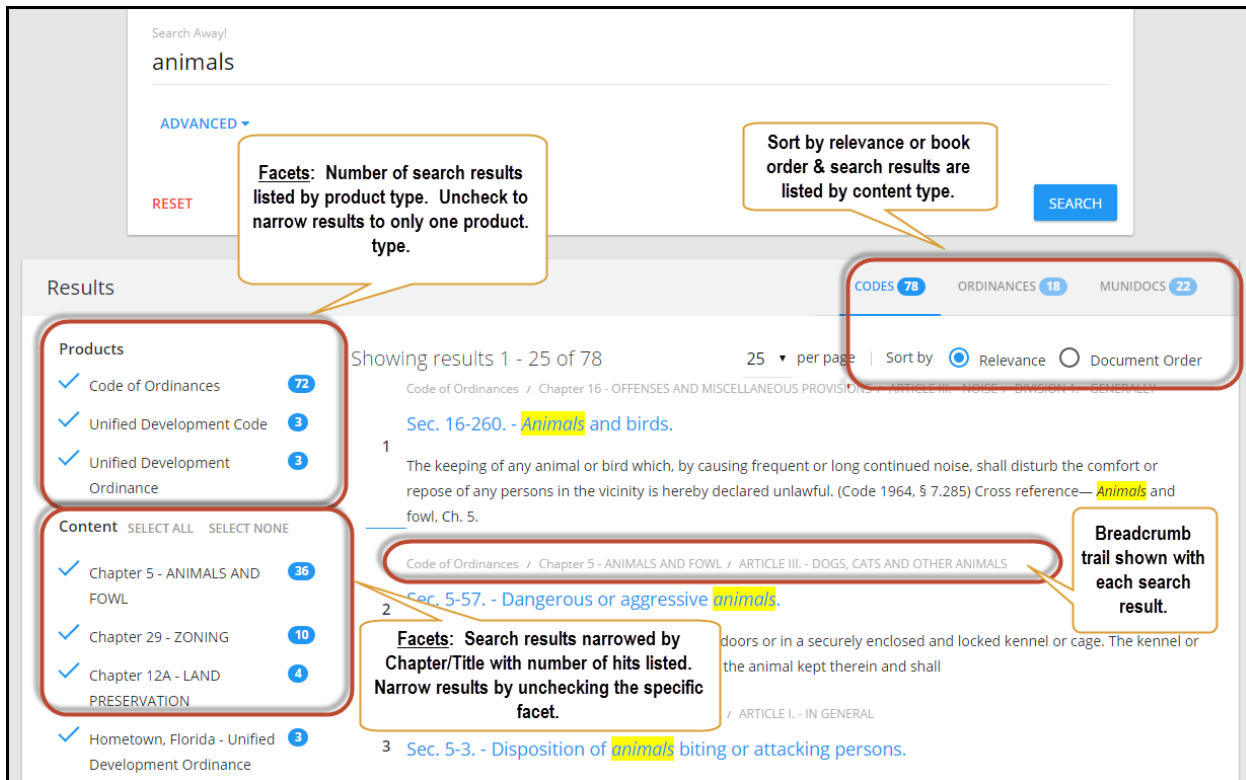 Search Away!
animals
ADVANCED
Facets: Number of search results
listed by product type. Uncheck to
narrow results to only one product.
type.
Sort by relevance or book
order & search results are
listed by content type.
RESET
SEARCH
Results
CODES 78
ORDINANCES 18
MUNIDOCS 22
Products
Code of Ordinances 72
Unified Development Code 3
Unified Development 3
Ordinance
Content SELECT ALL SELECT NONE
Chapter 5 - ANIMALS AND 36
FOWL
Chapter 29 - ZONING 10
Chapter 12A - LAND 4
PRESERVATION
Hometown, Florida - Unified 3
Development Ordinance
Showing results 1 - 25 of 78
25 per page | Sort by Relevance Document Order
Code of Ordinances / Chapter 16 - OFFENSES AND MISCELLANEOUS PROVISIONS / ARTICLE III. - NOISE / DIVISION 1. - GENERALLY
1 Sec. 16-260. - Animals and birds.
The keeping of any animal or bird which, by causing frequent or long continued noise, shall disturb the comfort or
repose of any persons in the vicinity is hereby declared unlawful. (Code 1964, § 7.285) Cross reference— Animals and
fowl, Ch. 5.
Code of Ordinances / Chapter 5 - ANIMALS AND FOWL / ARTICLE III. - DOGS, CATS AND OTHER ANIMALS
Breadcrumb
trail shown with
each search
result.
2 Sec. 5-57. - Dangerous or aggressive animals.
doors or in a securely enclosed and locked kennel or cage. The kennel or
the animal kept therein and shall
Facets: Search results narrowed by
Chapter/Title with number of hits listed.
Narrow results by unchecking the specific
facet.
/ ARTICLE I. - IN GENERAL
3 Sec. 5-3. - Disposition of animals biting or attacking persons.